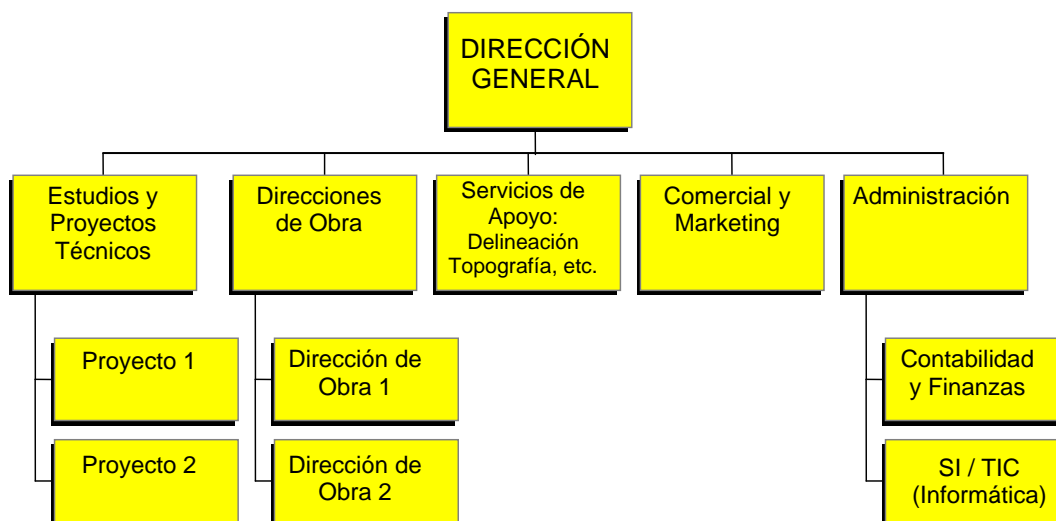 DIRECCIÓN
GENERAL
Estudios y
Proyectos
Técnicos
Direcciones
de Obra
Servicios de
Apoyo:
Delineación
Topografía, etc.
Comercial y
Marketing
Administración
Proyecto 1
Dirección de
Obra 1
Contabilidad
y Finanzas
Proyecto 2
Dirección de
Obra 2
SI / TIC
(Informática)